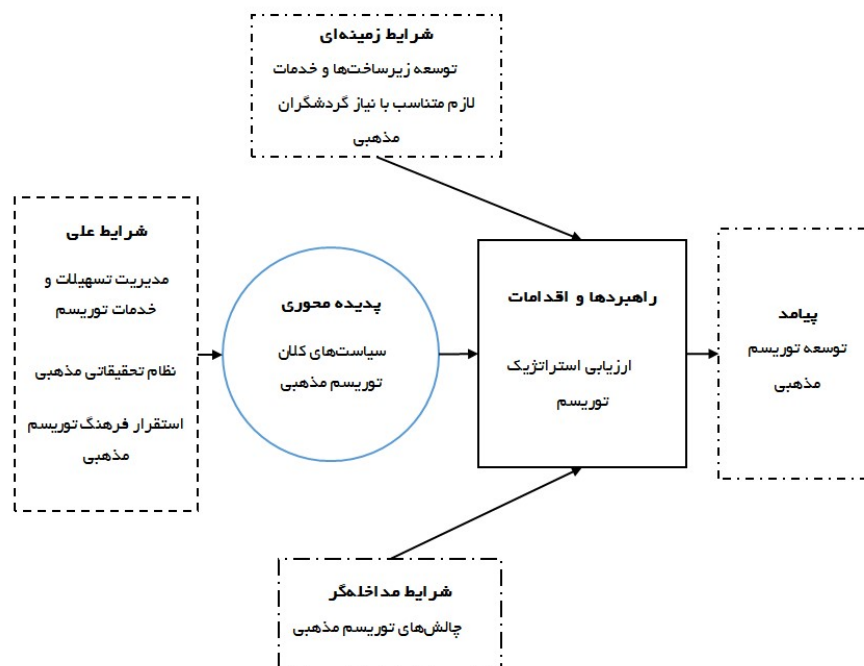 شرایط زمینه‌ای
توسعه زیرساخت‌ها و خدمات
لازم متناسب با نیاز گردشگران
مذهبی
شرایط علی
مدیریت تسهیلات و
خدمات توریسم
نظام تحقیقاتی مذهبی
استقرار فرهنگ توریسم
مذهبی
پدیده محوری
سیاست‌های کلان
توریسم مذهبی
راهبردها و اقدامات
ارزیابی استراتژیک
توریسم
پیامد
توسعه توریسم
مذهبی
شرایط مداخله‌گر
چالش‌های توریسم مذهبی